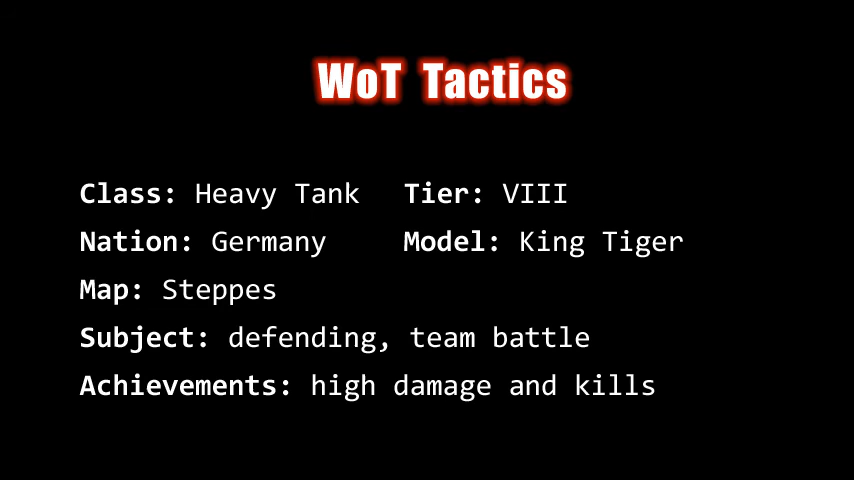 WoT Tactics
Class: Heavy Tank Tier: VIII
Nation: Germany Model: King Tiger
Map: Steppes
Subject: defending, team battle
Achievements: high damage and kills